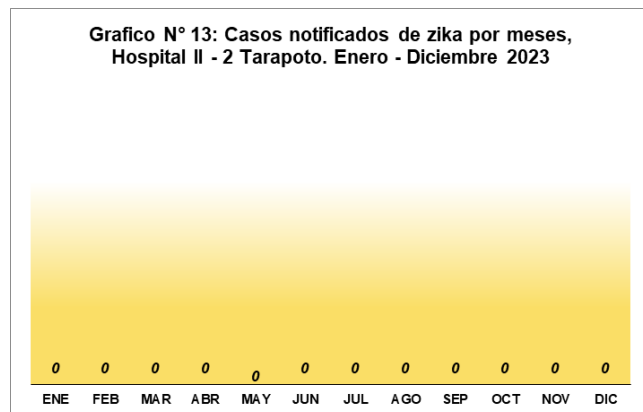 Grafico N° 13: Casos notificados de zika por meses,
Hospital II - 2 Tarapoto. Enero - Diciembre 2023
0 0 0 0 0 0 0 0 0 0 0 0
ENE FEB MAR ABR MAY JUN JUL AGO SEP OCT NOV DIC